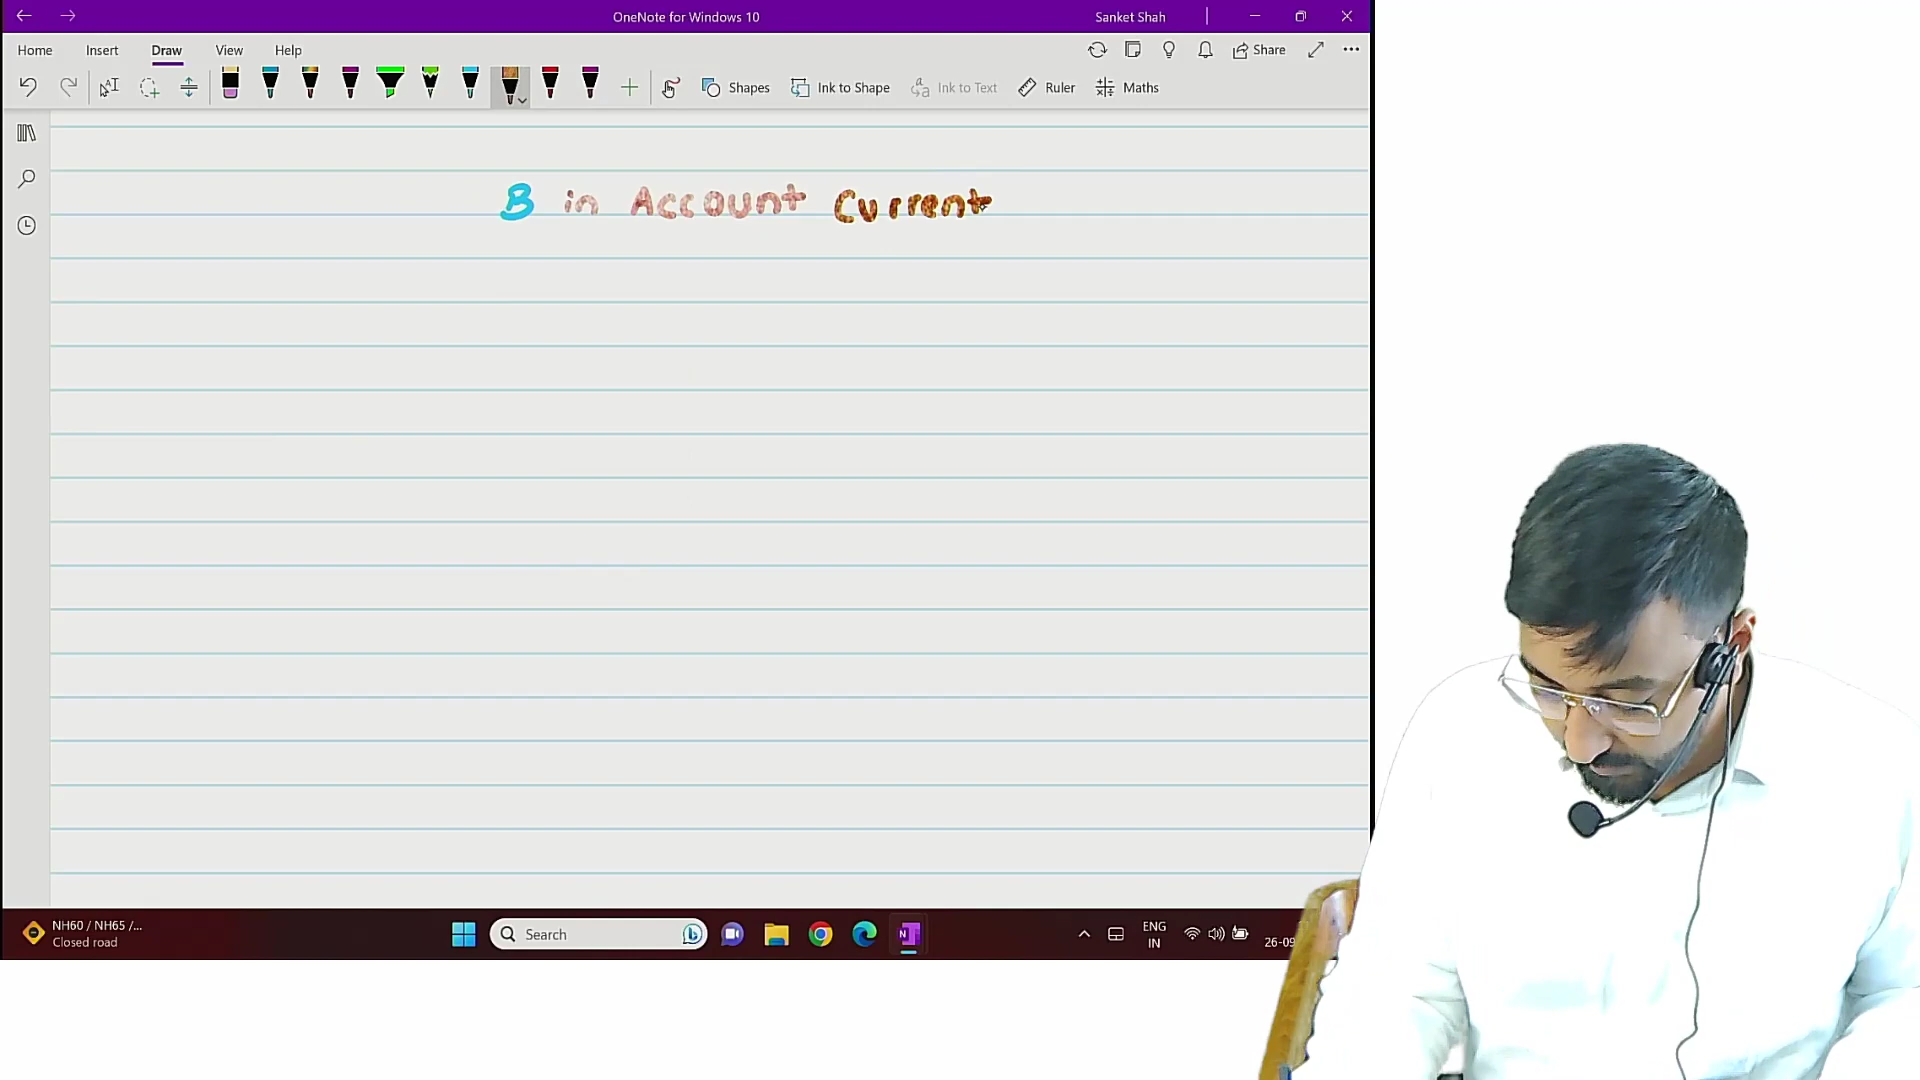 OneNote for Windows 10
Sanket Shah
Home Insert Draw View Help
Share
Shapes Ink to Shape Ink to Text Ruler Maths
B in Account Current
NH60 / NH65 /...
Closed road
Search
ENG
IN
26-09